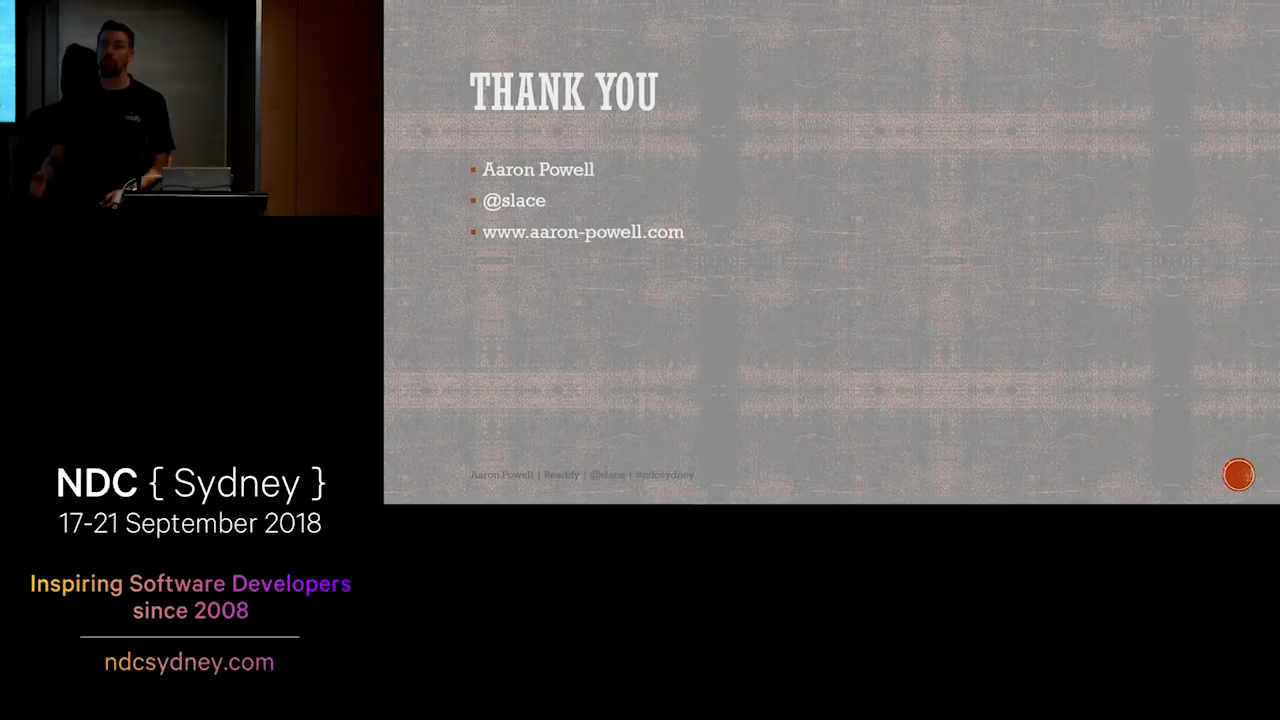 THANK YOU
Aaron Powell
@slace
www.aaron-powell.com
Aaron Powell | Readify | @slace | #ndcsydney
NDC { Sydney }
17-21 September 2018
Inspiring Software Developers
since 2008
ndcsydney.com